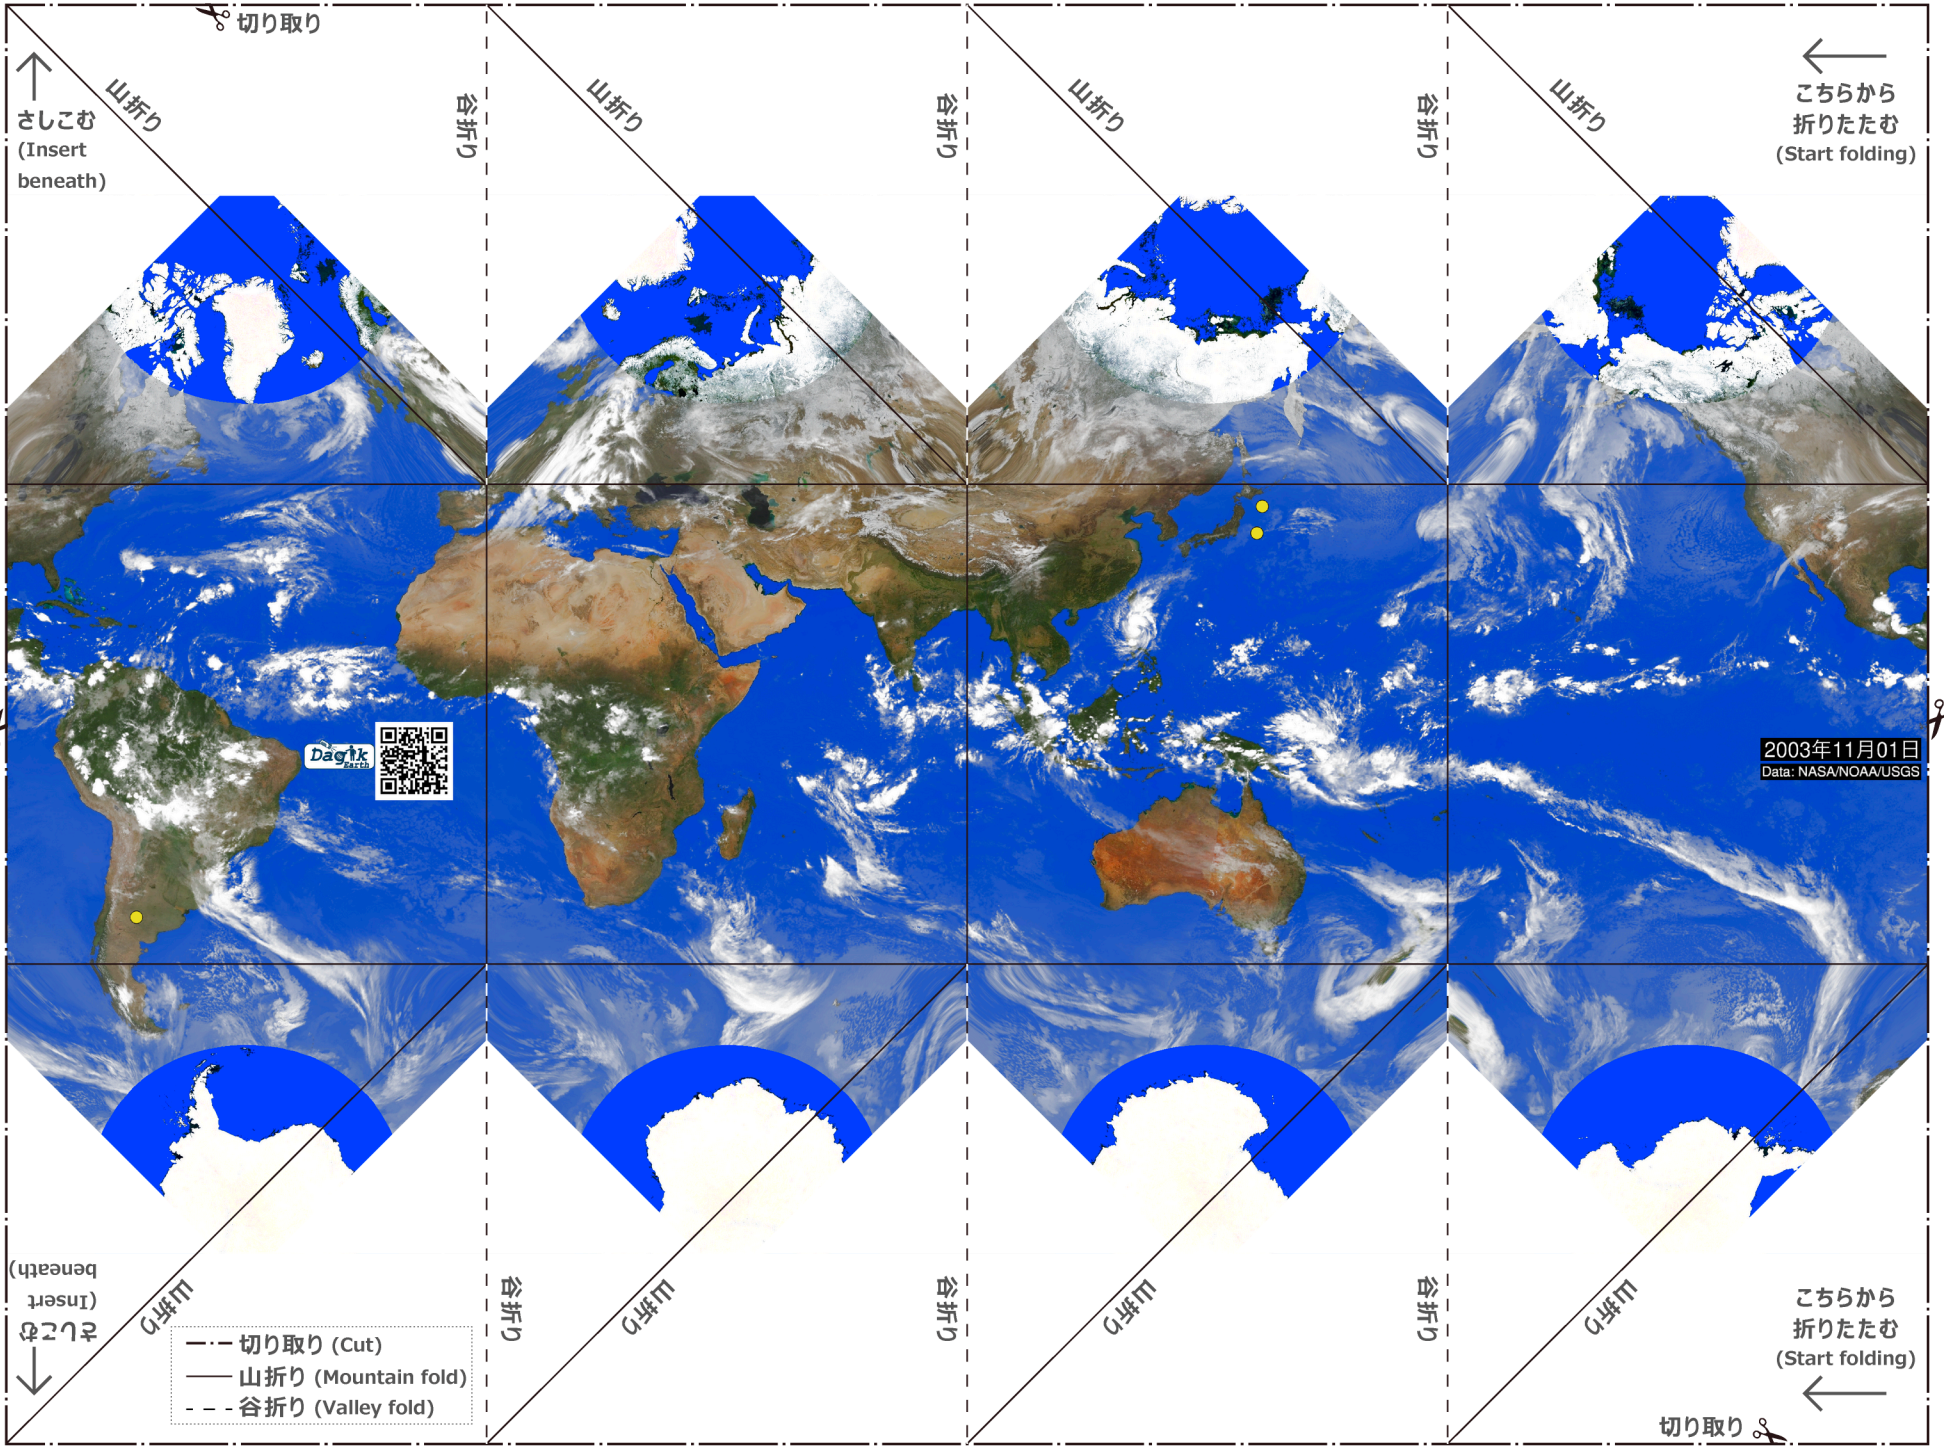 切り取り
山折り
谷折り
山折り
谷折り
山折り
谷折り
山折り
さしこむ
(Insert
beneath)
こちらから
折りたたむ
(Start folding)
Dagik
Earth
2003年11月01日
Data: NASA/NOAA/USGS
さしこむ
(Insert
beneath)
山折り
谷折り
山折り
谷折り
山折り
谷折り
山折り
切り取り (Cut)
山折り (Mountain fold)
谷折り (Valley fold)
こちらから
折りたたむ
(Start folding)
切り取り